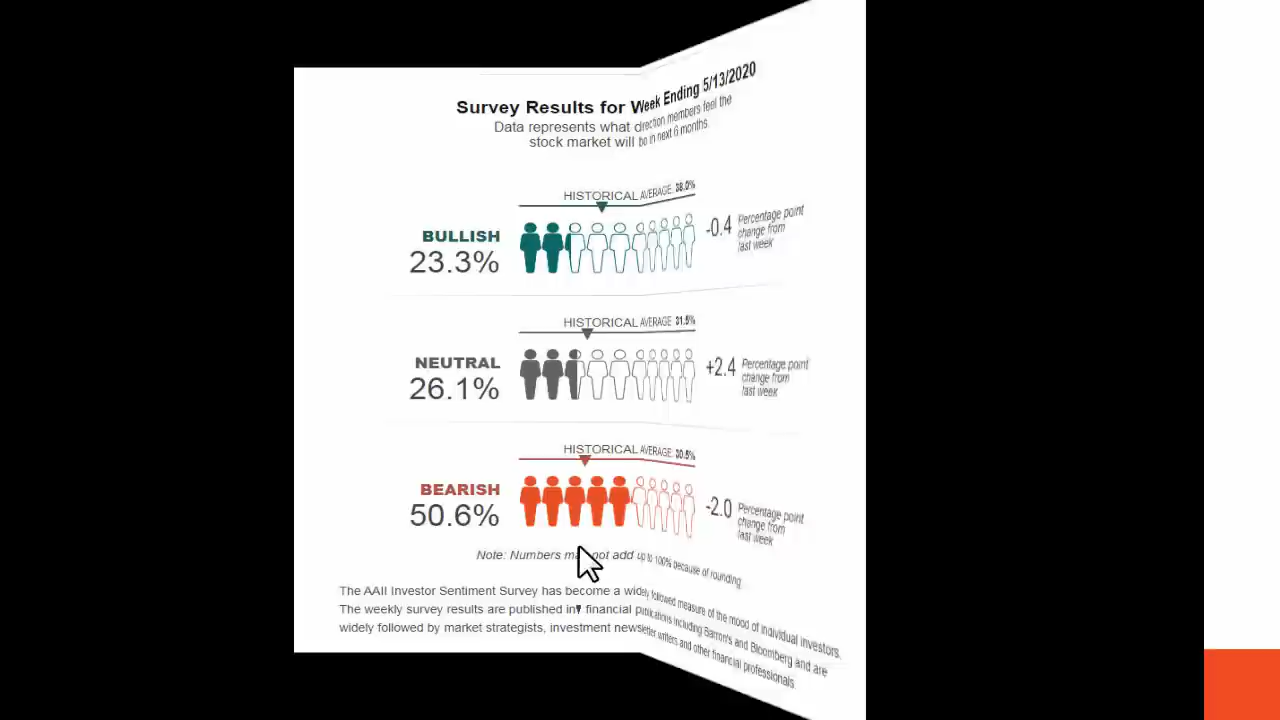 Survey Results for Week Ending 5/13/2020
Data represents what direction members feel the
stock market will be in next 6 months.
HISTORICAL AVERAGE: 38.0%
BULLISH
23.3%
-0.4
Percentage point
change from
last week
HISTORICAL AVERAGE: 31.5%
NEUTRAL
26.1%
+2.4
Percentage point
change from
last week
HISTORICAL AVERAGE: 30.5%
BEARISH
50.6%
-2.0
Percentage point
change from
last week
Note: Numbers may not add up to 100% because of rounding
The AAII Investor Sentiment Survey has become a widely followed measure of the mood of individual investors.
The weekly survey results are published in financial publications including Barron's and Bloomberg and are
widely followed by market strategists, investment newsletter writers and other financial professionals.